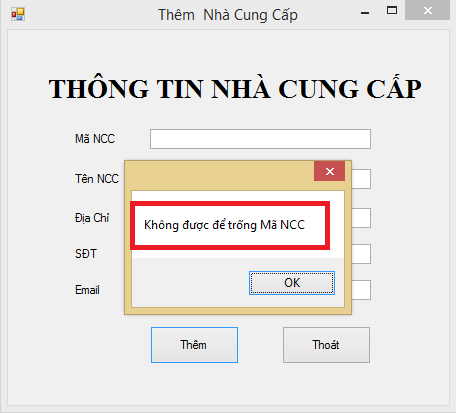 Thêm Nhà Cung Cấp
THÔNG TIN NHÀ CUNG CẤP
Mã NCC
Tên NCC
Địa Chỉ
SĐT
Email
Không được để trống Mã NCC
OK
Thêm
Thoát